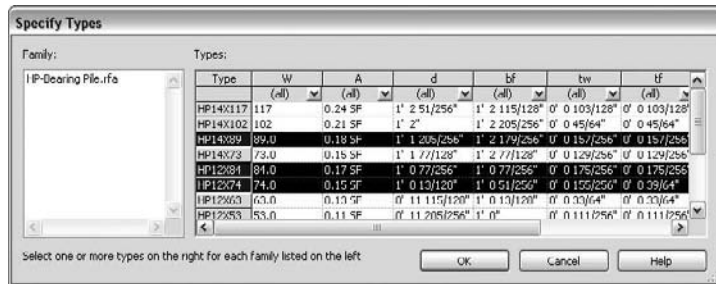 Specify Types
Family: Types:
HP-Bearing Pile.rfa
Type W A d bf tw tf
(all) (all) (all) (all) (all) (all)
HP14X117 117 0.24 SF 1' 2 51/256" 1' 2 115/128" 0' 0 103/128" 0' 0 103/128"
HP14X102 102 0.21 SF 1' 2" 1' 2 205/256" 0' 0 45/64" 0' 0 45/64"
HP14X89 89.0 0.18 SF 1' 1 205/256" 1' 2 179/256" 0' 0 157/256" 0' 0 157/256"
HP14X73 73.0 0.15 SF 1' 1 77/128" 1' 2 77/128" 0' 0 129/256" 0' 0 129/256"
HP12X84 84.0 0.17 SF 1' 0 77/256" 1' 0 77/256" 0' 0 175/256" 0' 0 175/256"
HP12X74 74.0 0.15 SF 1' 0 13/128" 1' 0 51/256" 0' 0 155/256" 0' 0 39/64"
HP12X63 63.0 0.13 SF 0' 11 115/128" 1' 0 13/128" 0' 0 33/64" 0' 0 33/64"
HP12X53 53.0 0.11 SF 0' 11 205/256" 1' 0" 0' 0 111/256" 0' 0 111/256
Select one or more types on the right for each family listed on the left
OK Cancel Help